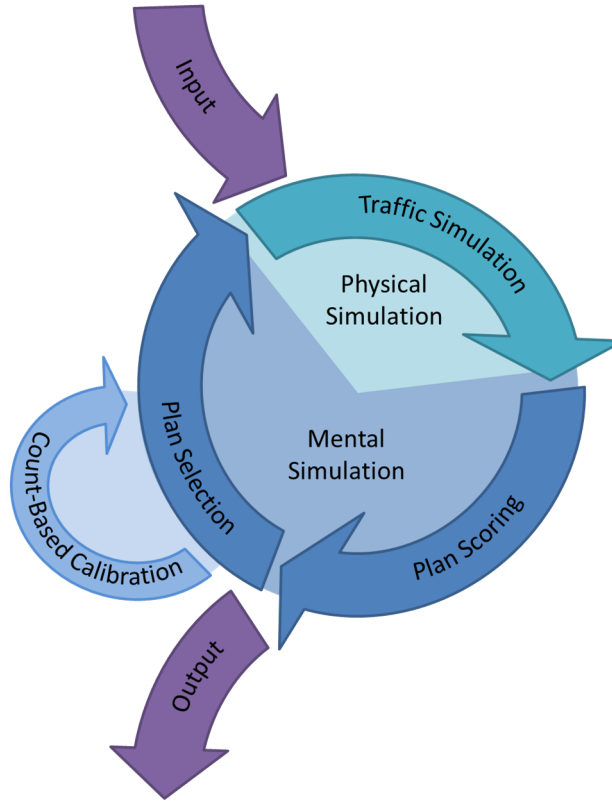 Input
Traffic Simulation
Physical
Simulation
Mental
Simulation
Plan Selection
Count-Based Calibration
Plan Scoring
Output